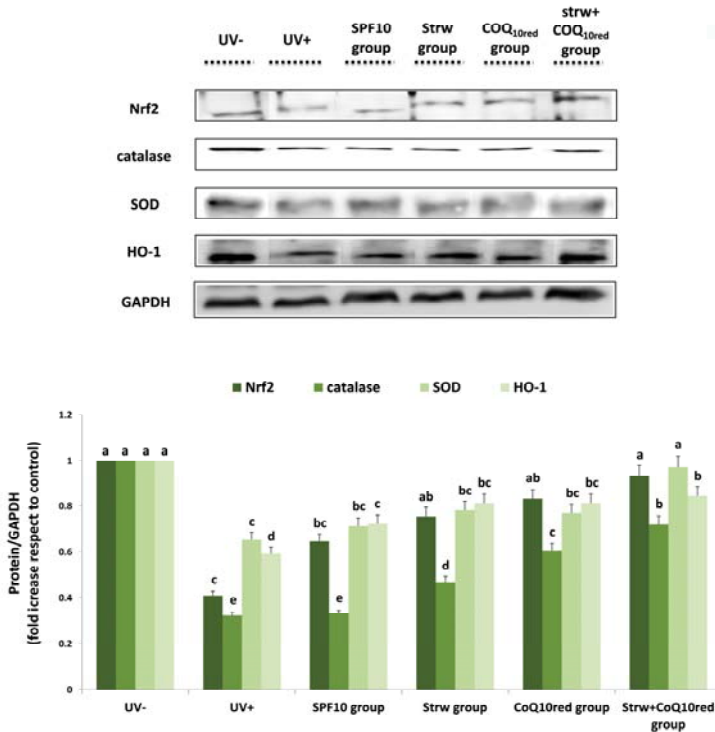 UV-
UV+
SPF10
group
Strw
group
COQ10red
group
strw+
COQ10red
group
Nrf2
catalase
SOD
HO-1
GAPDH
Nrf2
catalase
SOD
HO-1
Protein/GAPDH
(fold icrease respect to control)
1.2
1
0.8
0.6
0.4
0.2
0
a a a a
c e c d
bc e bc c
ab d bc bc
ab c bc bc
a b a b
UV-
UV+
SPF10 group
Strw group
CoQ10red group
Strw+CoQ10red
group